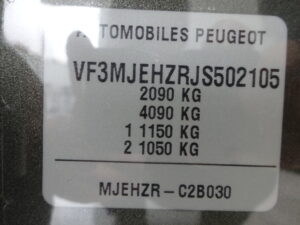 AUTOMOBILES PEUGEOT
VF3MJEHZRJS502105
2090 KG
4090 KG
1 1150 KG
2 1050 KG
MJEHZR-C2B030